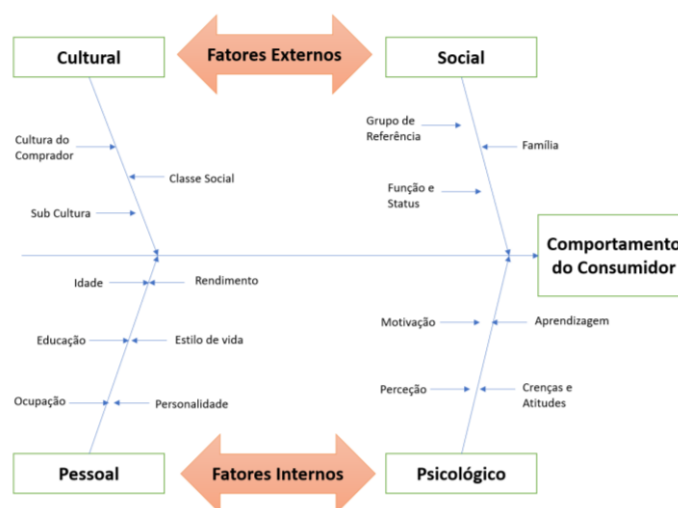 Cultural
Fatores Externos
Social
Cultura do
Comprador
Classe Social
Sub Cultura
Grupo de
Referência
Família
Função e
Status
Comportamento
do Consumidor
Idade
Rendimento
Educação
Estilo de vida
Ocupação
Personalidade
Motivação
Aprendizagem
Perceção
Crenças e
Atitudes
Pessoal
Fatores Internos
Psicológico